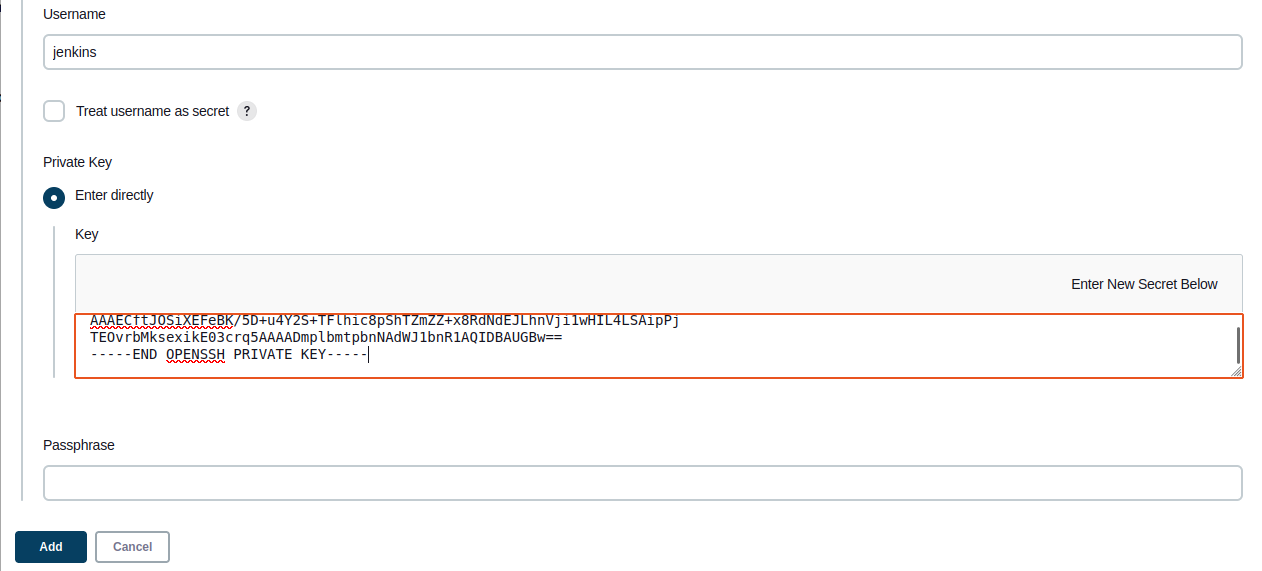 Username
jenkins
Treat username as secret ?
Private Key
Enter directly
Key
Enter New Secret Below
AAAECftJOSiXEFeBK/5D+u4Y2S+TFlhic8pShTZmZZ+x8RdNdEJLhnVji1wHIL4LSAipPj
TEOvrbMksexikE03crq5AAAADmplbmtpbnNAdWJ1bnR1AQIDBAUGBw==
-----END OPENSSH PRIVATE KEY-----
Passphrase
Add Cancel